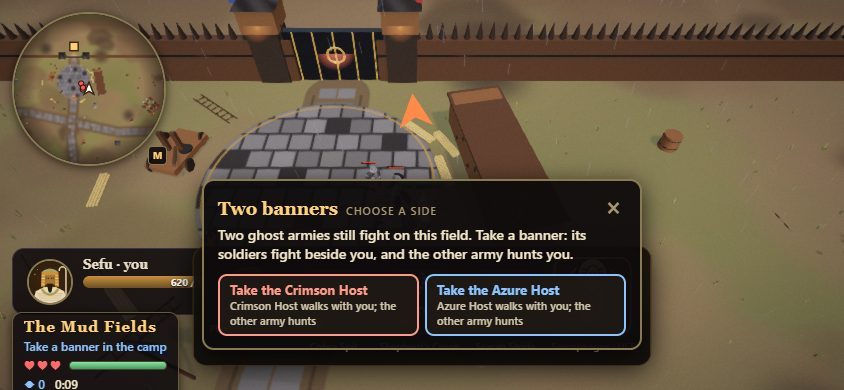 M
Two banners CHOOSE A SIDE
Two ghost armies still fight on this field. Take a banner: its
soldiers fight beside you, and the other army hunts you.
Take the Crimson Host
Crimson Host walks with you; the
other army hunts
Take the Azure Host
Azure Host walks with you; the
other army hunts
Sefu · you
620 /
The Mud Fields
Take a banner in the camp
0 0:09